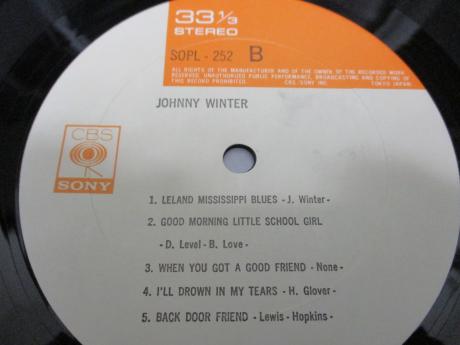 33 1/3
STEREO
SOPL - 252 B
ALL RIGHTS OF THE MANUFACTURER AND OF THE OWNER OF THE RECORDED WORK
RESERVED. UNAUTHORIZED PUBLIC PERFORMANCE, BROADCASTING AND COPYING OF
THIS RECORD PROHIBITED. CBS/SONY INC. TOKYO JAPAN
JOHNNY WINTER
CBS
SONY
1. LELAND MISSISSIPPI BLUES - J. Winter -
2. GOOD MORNING LITTLE SCHOOL GIRL
- D. Level - B. Love -
3. WHEN YOU GOT A GOOD FRIEND - None -
4. I'LL DROWN IN MY TEARS - H. Glover -
5. BACK DOOR FRIEND - Lewis - Hopkins -